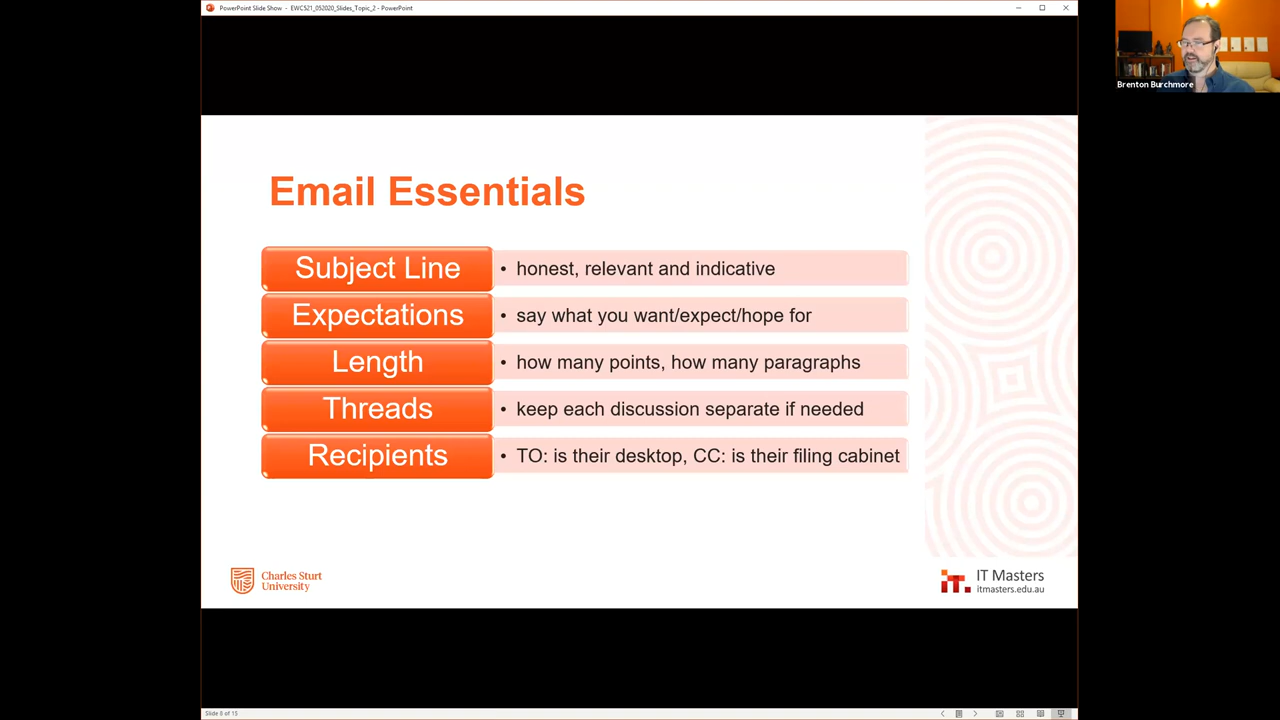 PowerPoint Slide Show - EWC521_052020_Slides_Topic_2 - PowerPoint
Brenton Burchmore
Email Essentials
Subject Line
• honest, relevant and indicative
Expectations
• say what you want/expect/hope for
Length
• how many points, how many paragraphs
Threads
• keep each discussion separate if needed
Recipients
• TO: is their desktop, CC: is their filing cabinet
Charles Sturt
University
iT.
IT Masters
itmasters.edu.au
Slide 8 of 15